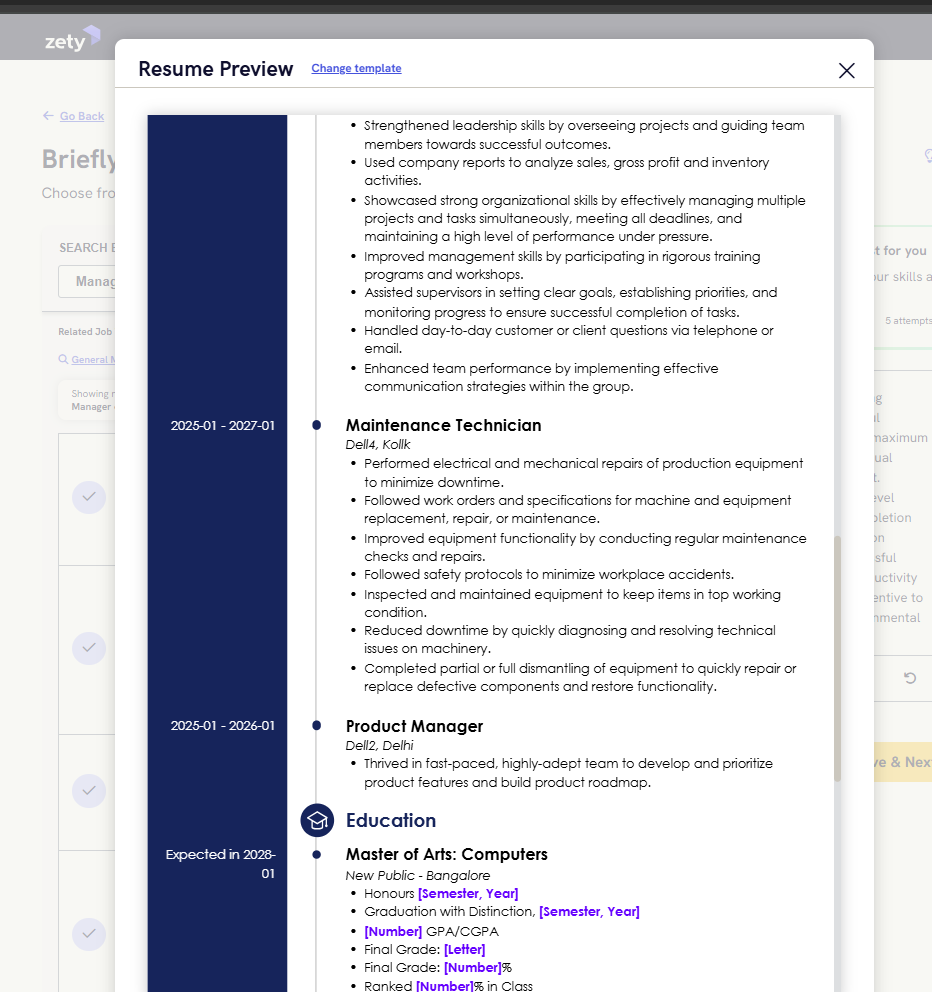 zety
Resume Preview
Change template
Go Back
Briefly
Choose fro
SEARCH
Manag
Related Job
General M
Showing
Manager
t for you
our skills a
5 attempts
g
al
maximum
ual
t.
evel
pletion
on
sful
uctivity
entive to
nmental
ve & Nex
Strengthened leadership skills by overseeing projects and guiding team
members towards successful outcomes.
Used company reports to analyze sales, gross profit and inventory
activities.
Showcased strong organizational skills by effectively managing multiple
projects and tasks simultaneously, meeting all deadlines, and
maintaining a high level of performance under pressure.
Improved management skills by participating in rigorous training
programs and workshops.
Assisted supervisors in setting clear goals, establishing priorities, and
monitoring progress to ensure successful completion of tasks.
Handled day-to-day customer or client questions via telephone or
email.
Enhanced team performance by implementing effective
communication strategies within the group.
2025-01 - 2027-01
Maintenance Technician
Dell4, Kollk
Performed electrical and mechanical repairs of production equipment
to minimize downtime.
Followed work orders and specifications for machine and equipment
replacement, repair, or maintenance.
Improved equipment functionality by conducting regular maintenance
checks and repairs.
Followed safety protocols to minimize workplace accidents.
Inspected and maintained equipment to keep items in top working
condition.
Reduced downtime by quickly diagnosing and resolving technical
issues on machinery.
Completed partial or full dismantling of equipment to quickly repair or
replace defective components and restore functionality.
2025-01 - 2026-01
Product Manager
Dell2, Delhi
Thrived in fast-paced, highly-adept team to develop and prioritize
product features and build product roadmap.
Education
Expected in 2028-
01
Master of Arts: Computers
New Public - Bangalore
Honours [Semester, Year]
Graduation with Distinction, [Semester, Year]
[Number] GPA/CGPA
Final Grade: [Letter]
Final Grade: [Number]%
Ranked [Number]% in Class